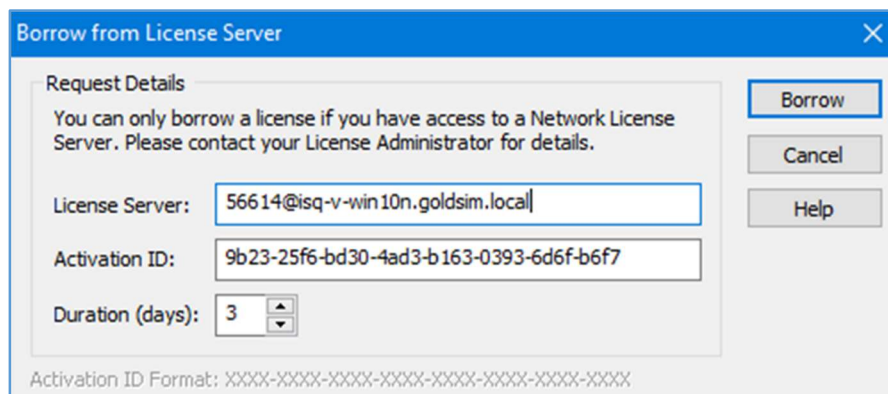 Borrow from License Server
Request Details
You can only borrow a license if you have access to a Network License
Server. Please contact your License Administrator for details.
License Server: 56614@isq-v-win10n.goldsim.local
Activation ID: 9b23-25f6-bd30-4ad3-b163-0393-6d6f-b6f7
Duration (days): 3
Activation ID Format: XXXX-XXXX-XXXX-XXXX-XXXX-XXXX-XXXX-XXXX
Borrow
Cancel
Help